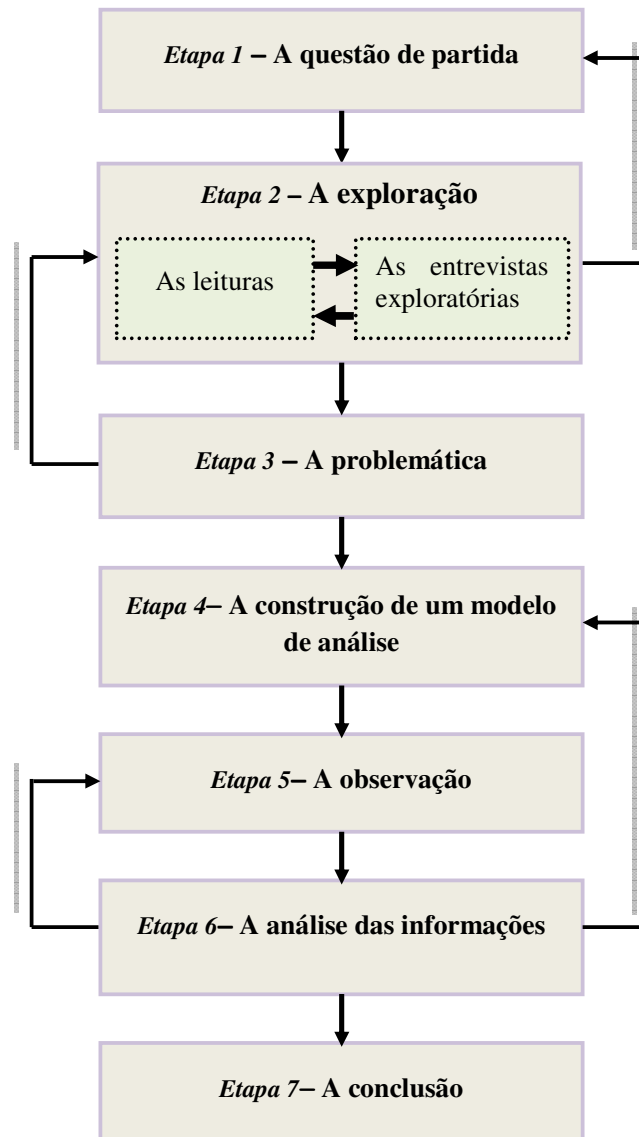 Etapa 1 – A questão de partida
Etapa 2 – A exploração
As leituras
As entrevistas
exploratórias
Etapa 3 – A problemática
Etapa 4– A construção de um modelo
de análise
Etapa 5– A observação
Etapa 6– A análise das informações
Etapa 7– A conclusão